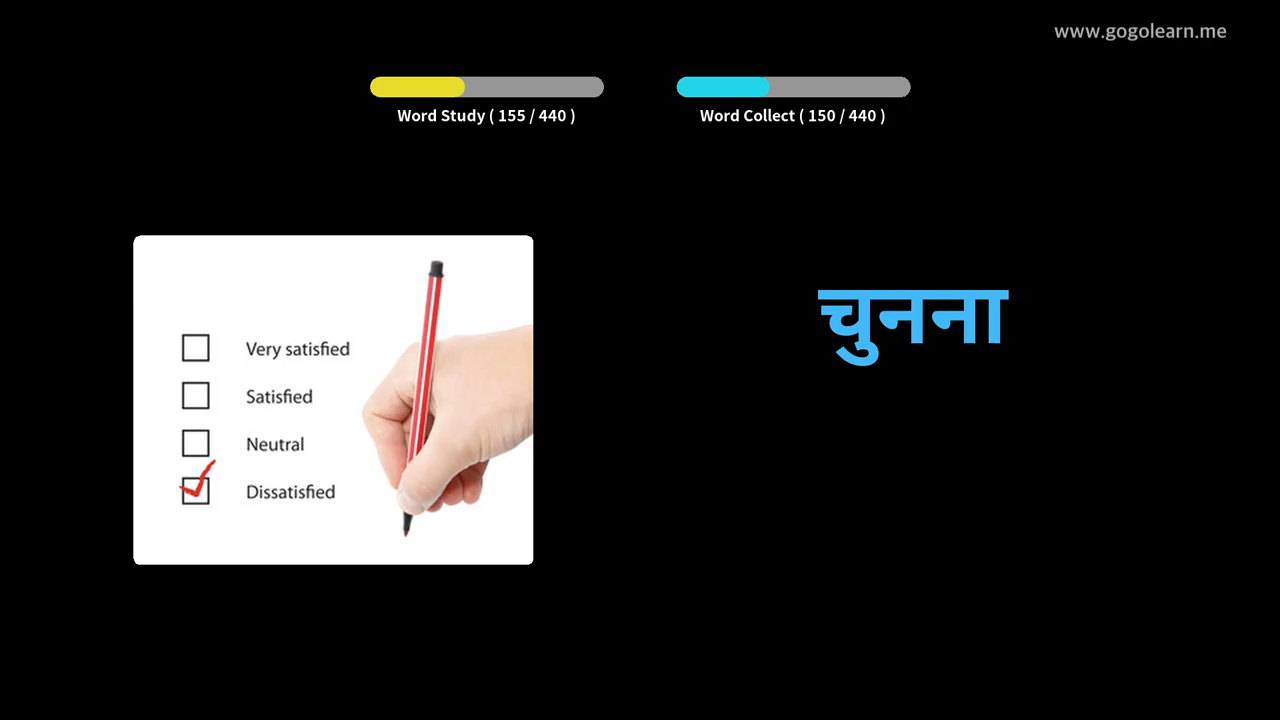 www.gogolearn.me
Word Study ( 155 / 440 )
Word Collect ( 150 / 440 )
Very satisfied
Satisfied
Neutral
Dissatisfied
चुनना